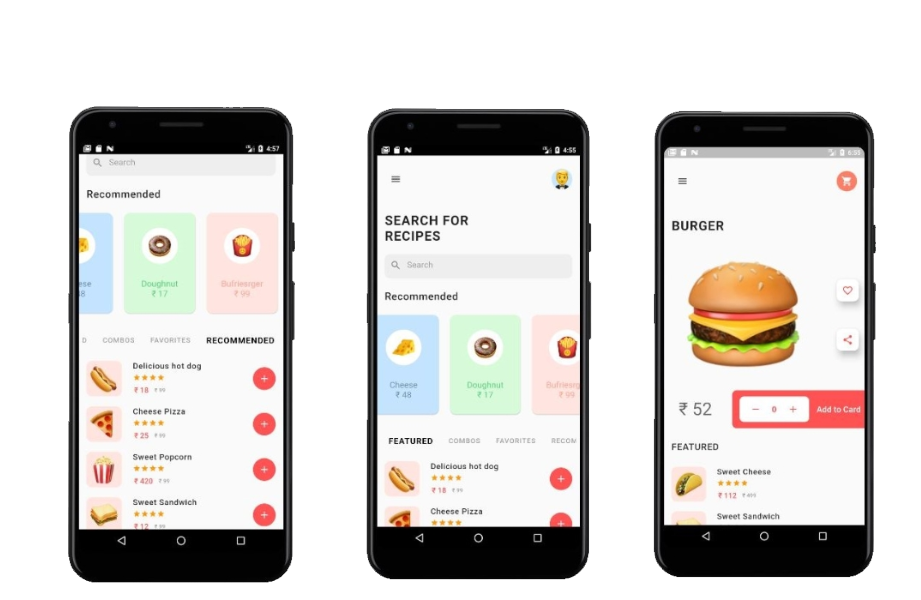 4:57
Search
Recommended
ese
48
Doughnut
₹ 17
Bufrieerger
₹ 99
D COMBOS FAVORITES RECOMMENDED
Delicious hot dog
₹ 18 ₹ 99
Cheese Pizza
₹ 25 ₹ 99
Sweet Popcorn
₹ 420 ₹ 99
Sweet Sandwich
₹ 12 ₹ 99
4:55
SEARCH FOR
RECIPES
Search
Recommended
Cheese
₹ 48
Doughnut
₹ 17
Bufrieerg
₹ 99
FEATURED COMBOS FAVORITES RECOM
Delicious hot dog
₹ 18 ₹ 99
Cheese Pizza
BURGER
₹ 52
− 0 +
Add to Card
FEATURED
Sweet Cheese
₹ 112 ₹ 499
Sweet Sandwich